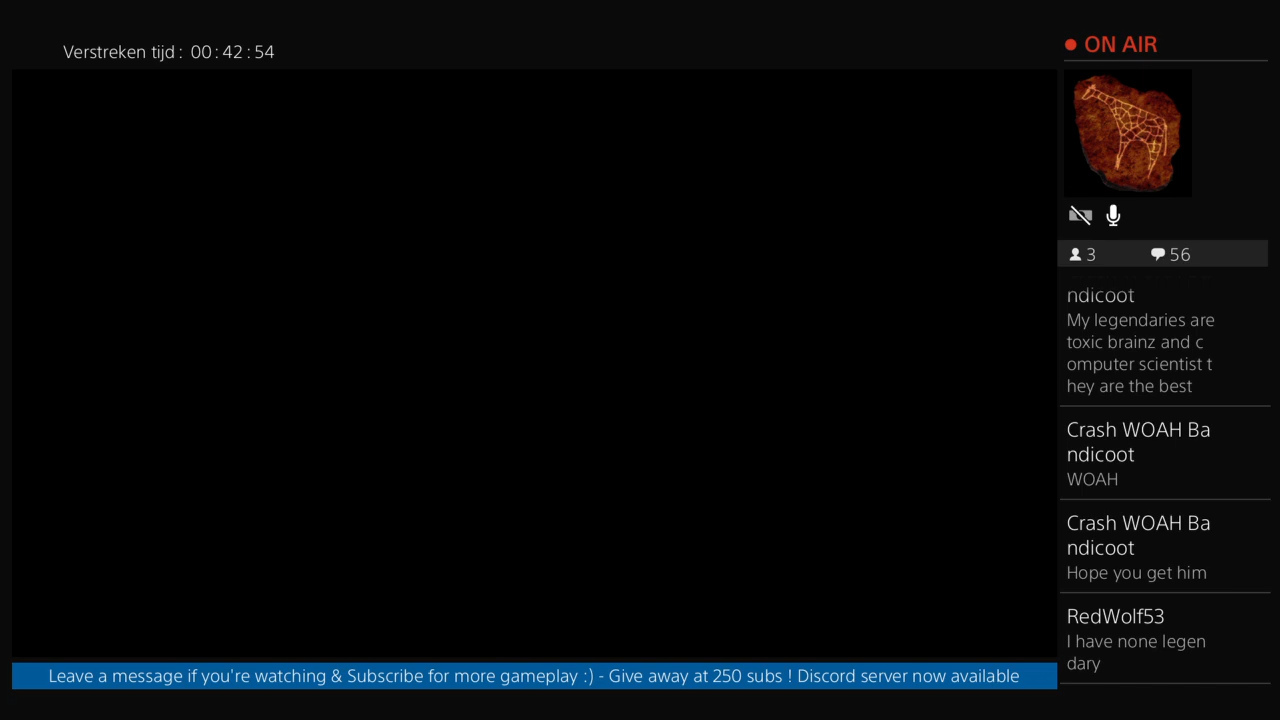 Verstreken tijd : 00 : 42 : 54
ON AIR
3
56
ndicoot
My legendaries are
toxic brainz and c
omputer scientist t
hey are the best
Crash WOAH Ba
ndicoot
WOAH
Crash WOAH Ba
ndicoot
Hope you get him
RedWolf53
I have none legen
dary
Leave a message if you're watching & Subscribe for more gameplay :) - Give away at 250 subs ! Discord server now available